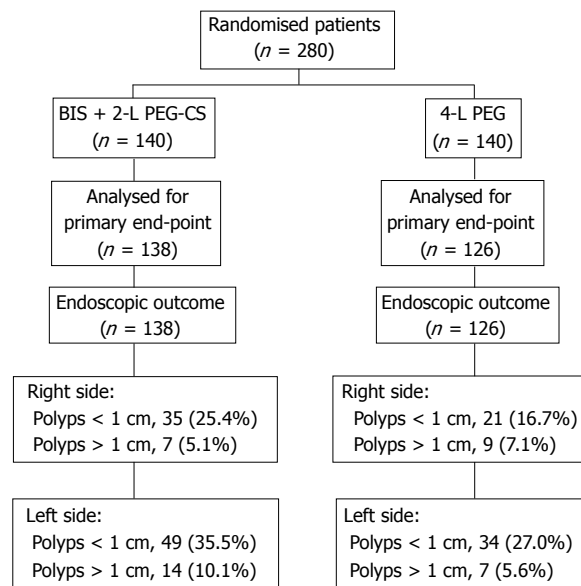 Randomised patients
(n = 280)
BIS + 2-L PEG-CS
(n = 140)
4-L PEG
(n = 140)
Analysed for
primary end-point
(n = 138)
Analysed for
primary end-point
(n = 126)
Endoscopic outcome
(n = 138)
Endoscopic outcome
(n = 126)
Right side:
Polyps < 1 cm, 35 (25.4%)
Polyps > 1 cm, 7 (5.1%)
Right side:
Polyps < 1 cm, 21 (16.7%)
Polyps > 1 cm, 9 (7.1%)
Left side:
Polyps < 1 cm, 49 (35.5%)
Polyps > 1 cm, 14 (10.1%)
Left side:
Polyps < 1 cm, 34 (27.0%)
Polyps > 1 cm, 7 (5.6%)